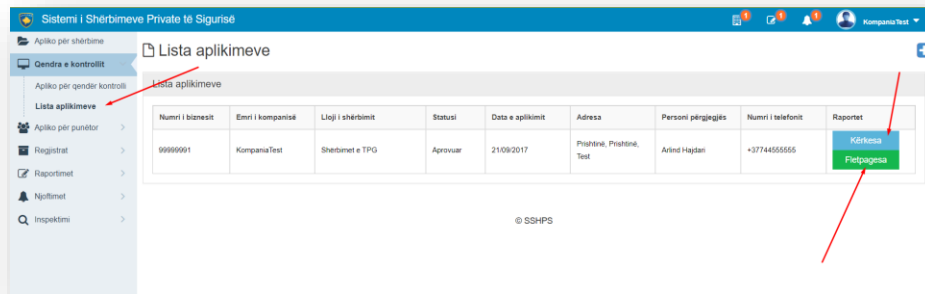 Sistemi i Shërbimeve Private të Sigurisë
1
1
1
KompaniaTest
Apliko për shërbime
Qendra e kontrollit
Apliko për qendër kontrolli
Lista aplikimeve
Apliko për punëtor
Regjistrat
Raportimet
Njoftimet
Inspektimi
Lista aplikimeve
Lista aplikimeve
Numri i biznesit Emri i kompanisë Lloji i shërbimit Statusi Data e aplikimit Adresa Personi përgjegjës Numri i telefonit Raportet
99999991 KompaniaTest Sherbimet e TPG Aprovuar 21/09/2017 Prishtinë, Prishtinë, Arlind Hajdari +37744555555 Kërkesa
Test
Fletpagesa
© SSHPS